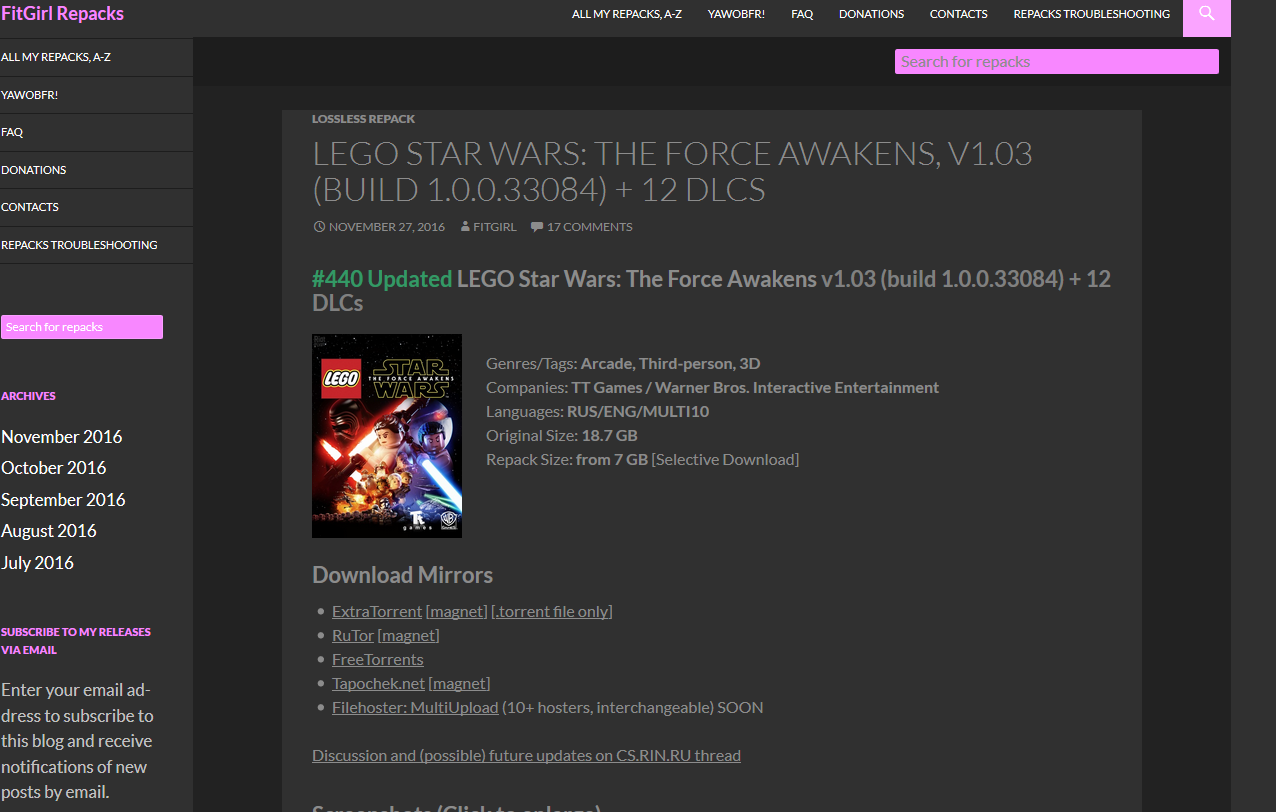 FitGirl Repacks
ALL MY REPACKS, A-Z YAWOBFR! FAQ DONATIONS CONTACTS REPACKS TROUBLESHOOTING
ALL MY REPACKS, A-Z
YAWOBFR!
FAQ
DONATIONS
CONTACTS
REPACKS TROUBLESHOOTING
Search for repacks
ARCHIVES
November 2016
October 2016
September 2016
August 2016
July 2016
SUBSCRIBE TO MY RELEASES
VIA EMAIL
Enter your email ad-
dress to subscribe to
this blog and receive
notifications of new
posts by email.
Search for repacks
LOSSLESS REPACK
LEGO STAR WARS: THE FORCE AWAKENS, V1.03
(BUILD 1.0.0.33084) + 12 DLCS
NOVEMBER 27, 2016 FITGIRL 17 COMMENTS
#440 Updated LEGO Star Wars: The Force Awakens v1.03 (build 1.0.0.33084) + 12
DLCs
LEGO
STAR
THE FORCE AWAKENS
WARS
games
WB
Genres/Tags: Arcade, Third-person, 3D
Companies: TT Games / Warner Bros. Interactive Entertainment
Languages: RUS/ENG/MULTI10
Original Size: 18.7 GB
Repack Size: from 7 GB [Selective Download]
Download Mirrors
• ExtraTorrent [magnet] [.torrent file only]
• RuTor [magnet]
• FreeTorrents
• Tapochek.net [magnet]
• Filehoster: MultiUpload (10+ hosters, interchangeable) SOON
Discussion and (possible) future updates on CS.RIN.RU thread
Screenshots (Click to enlarge)